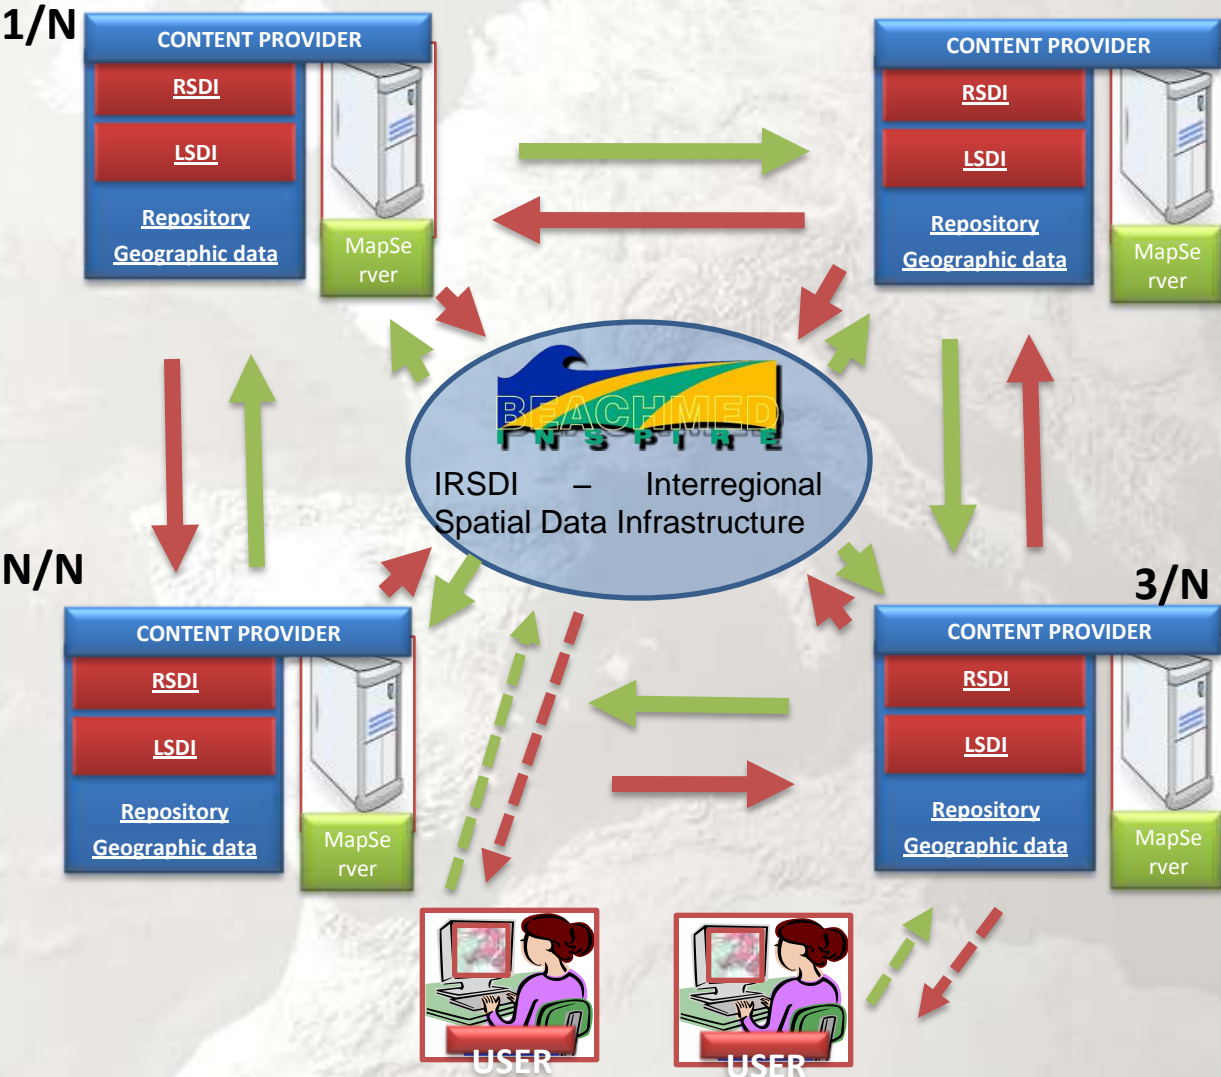 1/N
CONTENT PROVIDER
RSDI
LSDI
Repository
Geographic data
MapSe
rver
CONTENT PROVIDER
RSDI
LSDI
Repository
Geographic data
MapSe
rver
BEACHMED
INSPIRE
IRSDI – Interregional
Spatial Data Infrastructure
N/N
CONTENT PROVIDER
RSDI
LSDI
Repository
Geographic data
MapSe
rver
3/N
CONTENT PROVIDER
RSDI
LSDI
Repository
Geographic data
MapSe
rver
USER
USER